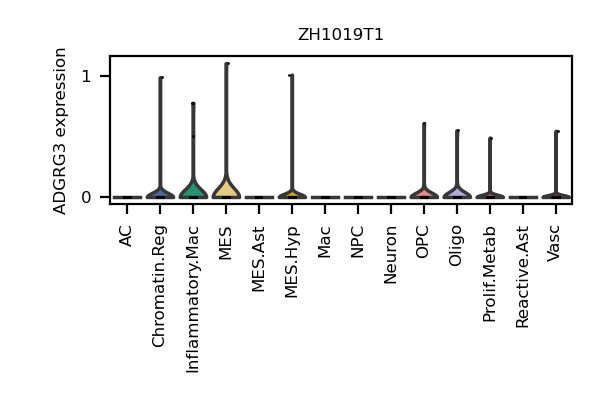 ZH1019T1
ADGRG3 expression
1
0
AC
Chromatin.Reg
Inflammatory.Mac
MES
MES.Ast
MES.Hyp
Mac
NPC
Neuron
OPC
Oligo
Prolif.Metab
Reactive.Ast
Vasc